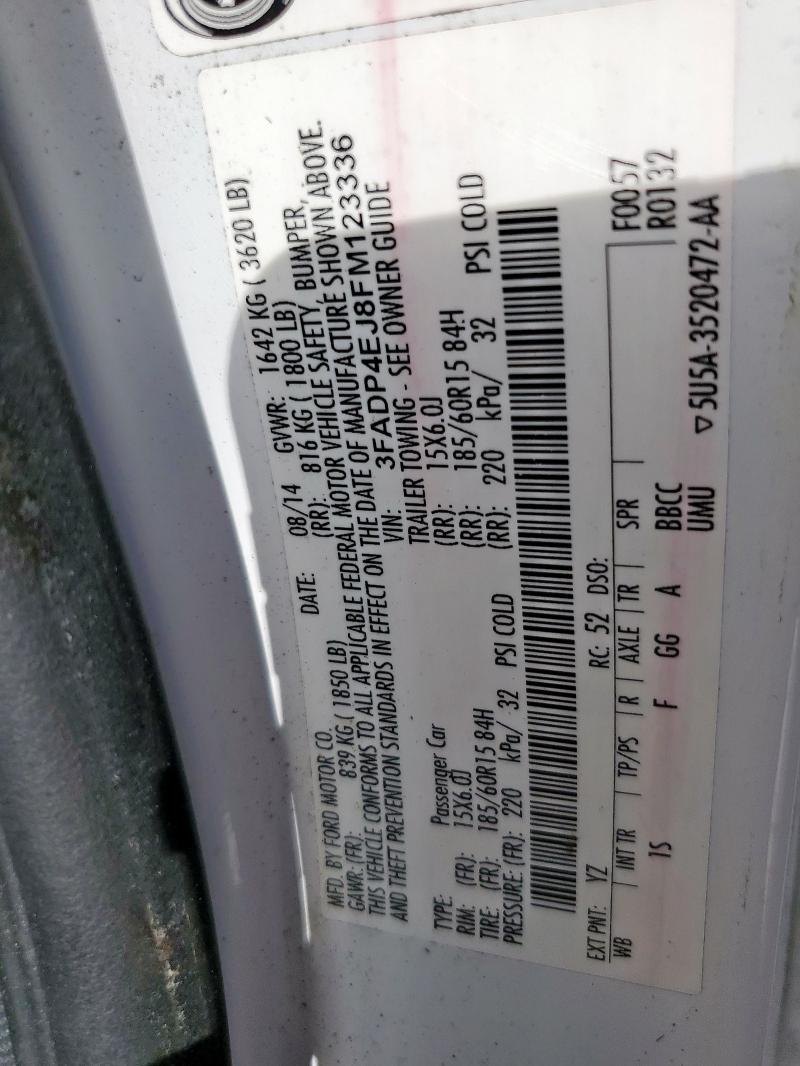 MFD. BY FORD MOTOR CO.
DATE: 08/14 GVWR: 1642 KG ( 3620 LB)
GAWR: (FR): 839 KG ( 1850 LB) (RR): 816 KG ( 1800 LB)
THIS VEHICLE CONFORMS TO ALL APPLICABLE FEDERAL MOTOR VEHICLE SAFETY, BUMPER,
AND THEFT PREVENTION STANDARDS IN EFFECT ON THE DATE OF MANUFACTURE SHOWN ABOVE.
VIN: 3FADP4EJ8FM123336
TYPE: Passenger Car TRAILER TOWING - SEE OWNER GUIDE
RIM: (FR): 15X6.0J (RR): 15X6.0J
TIRE: (FR): 185/60R15 84H (RR): 185/60R15 84H
PRESSURE: (FR): 220 kPa/ 32 PSI COLD (RR): 220 kPa/ 32 PSI COLD
EXT PNT: YZ RC: 52 DSO: F0057
WB INT TR TP/PS R AXLE TR SPR R0132
IS F GG A BBCC
UMU ▽5U5A-3520472-AA